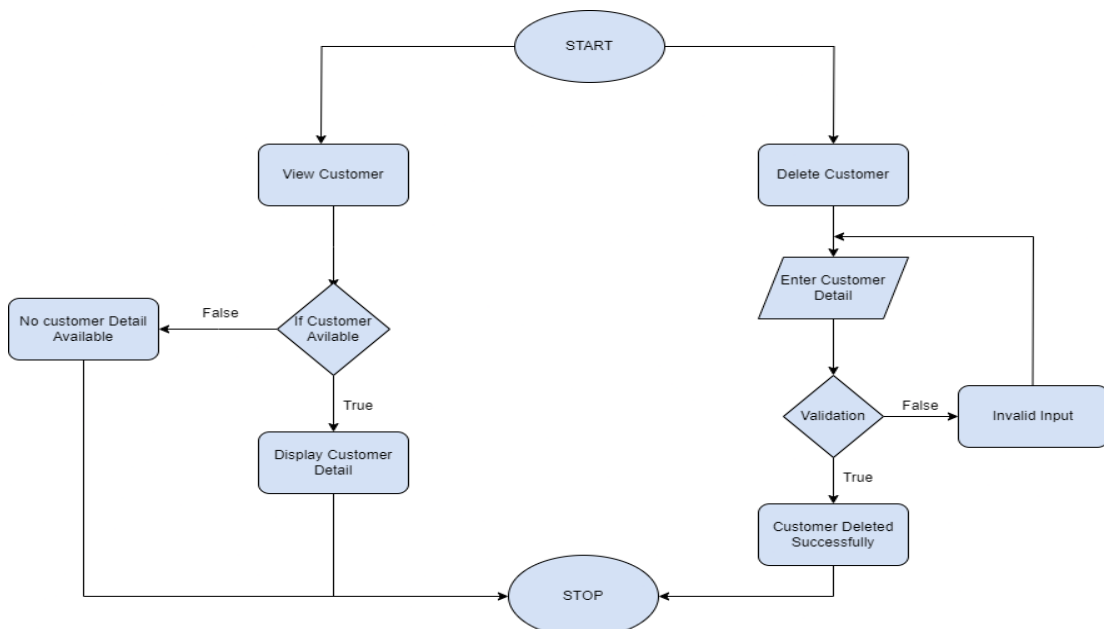 START
View Customer
Delete Customer
Enter Customer
Detail
No customer Detail
Available
False
If Customer
Avilable
True
Validation
False
Invalid Input
Display Customer
Detail
True
Customer Deleted
Successfully
STOP